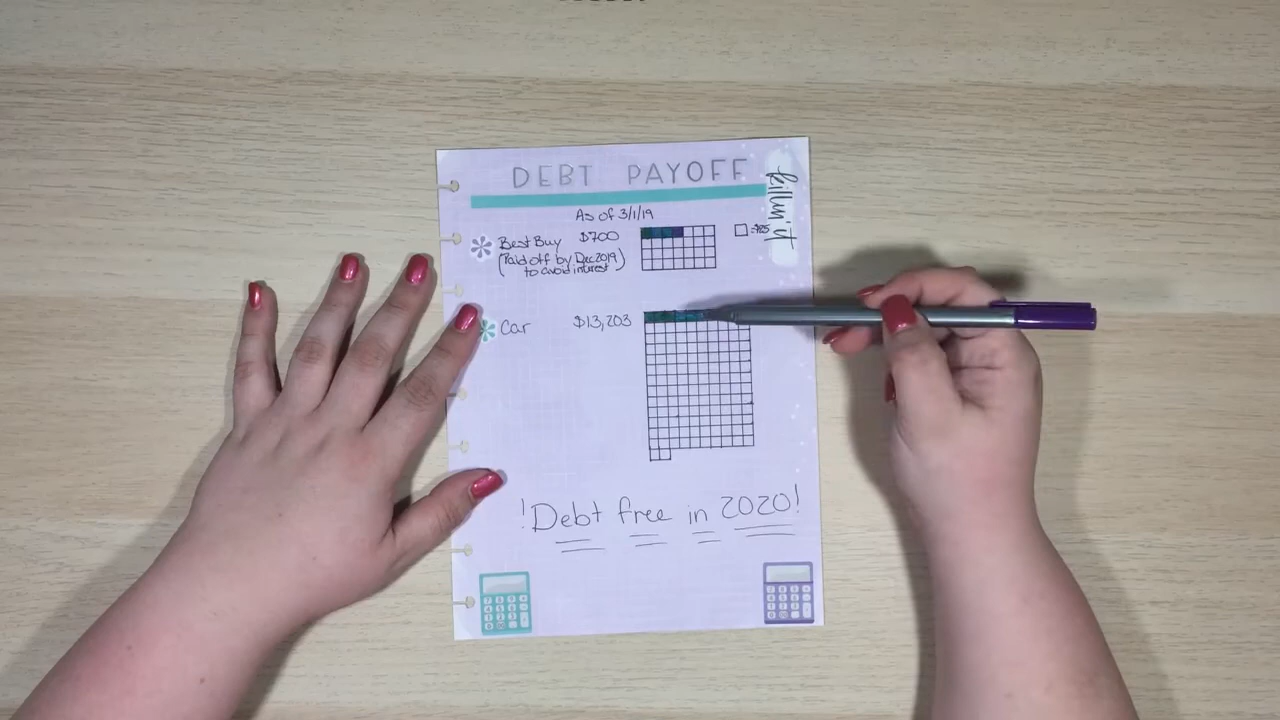 DEBT PAYOFF
As of 3/1/19
Best Buy $700
(Paid off by Dec 2019
to avoid interest)
Car $13,203
!Debt free in 2020!
Killin' it